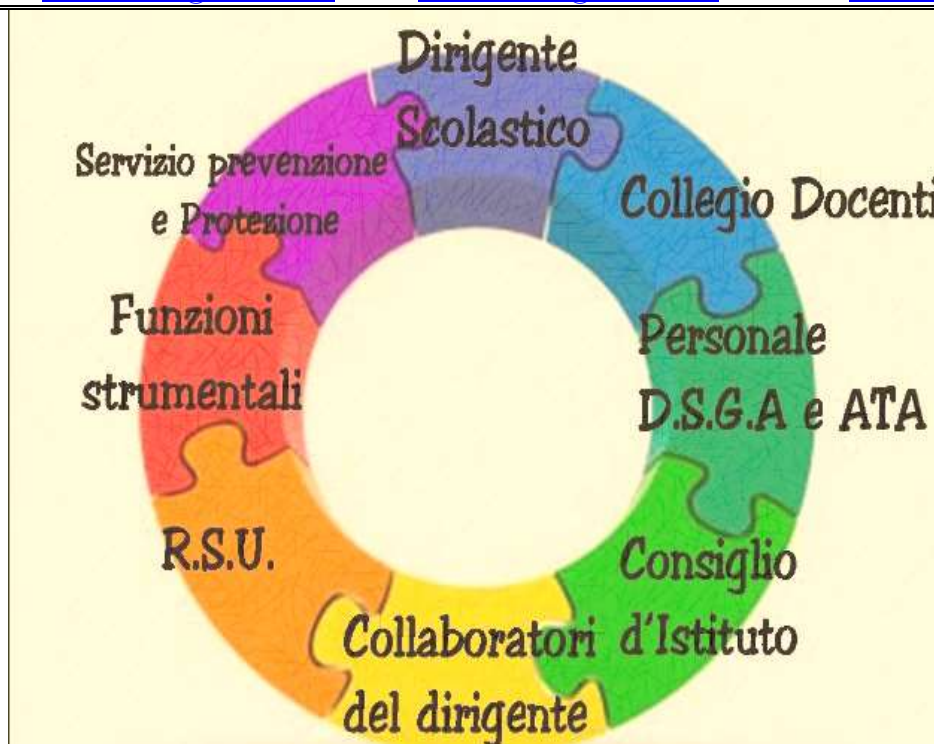 Dirigente
Scolastico
Servizio prevenzione
e Protezione
Collegio Docenti
Funzioni
strumentali
Personale
D.S.G.A e ATA
R.S.U.
Consiglio
d'Istituto
Collaboratori
del dirigente